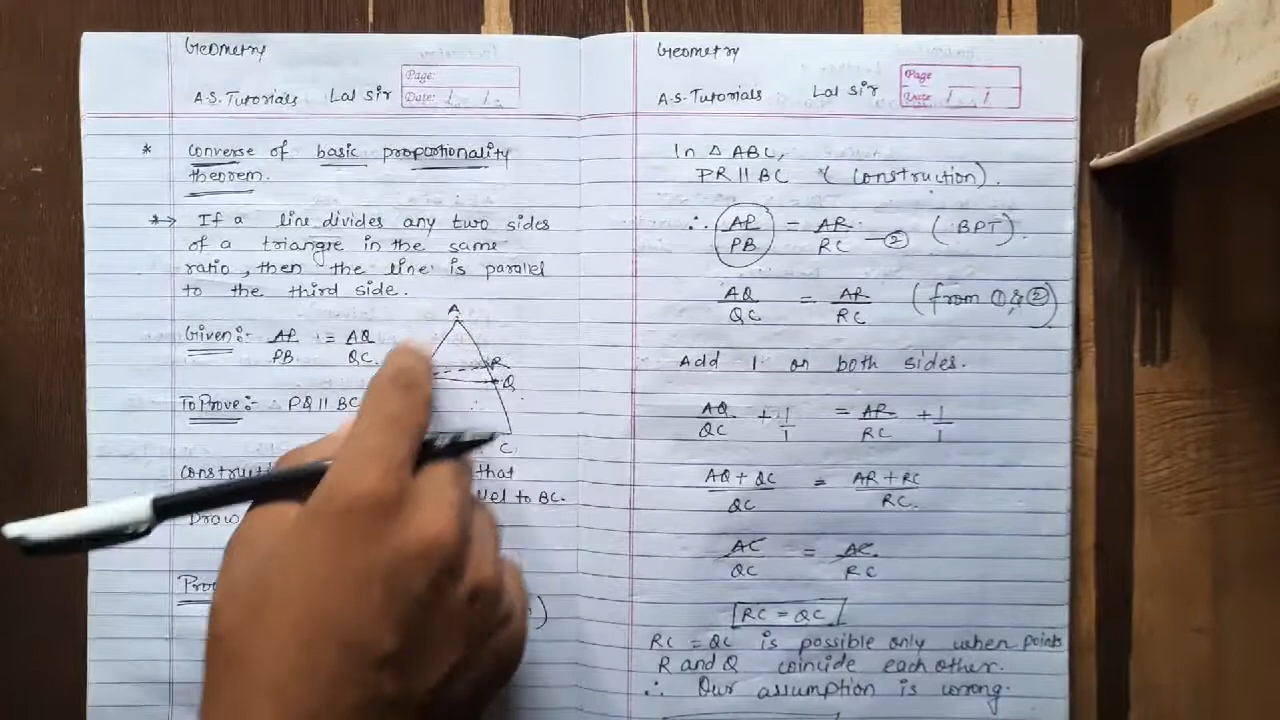 Geometry
Page:
A.S. Tutorials Lal Sir
Date: / /
* Converse of basic proportionality
theorem.
*→ If a line divides any two sides
of a triangle in the same
ratio, then the line is parallel
to the third side.
A
Given:- AP/PB = AQ/QC
R
Q
To Prove:- PQ || BC
C
that
to BC.
Draw
Geometry
Page
A.S. Tutorials Lal Sir
Date / /
In △ ABC,
PR || BC (Construction).
∴ AP/PB = AR/RC —② (BPT).
AQ/QC = AR/RC (from ① & ②)
Add 1 on both sides.
AQ/QC + 1/1 = AR/RC + 1/1
AQ + QC/QC = AR + RC/RC
AC/QC = AC/RC
RC = QC
RC = QC is possible only when points
R and Q coincide each other.
∴ Our assumption is wrong.